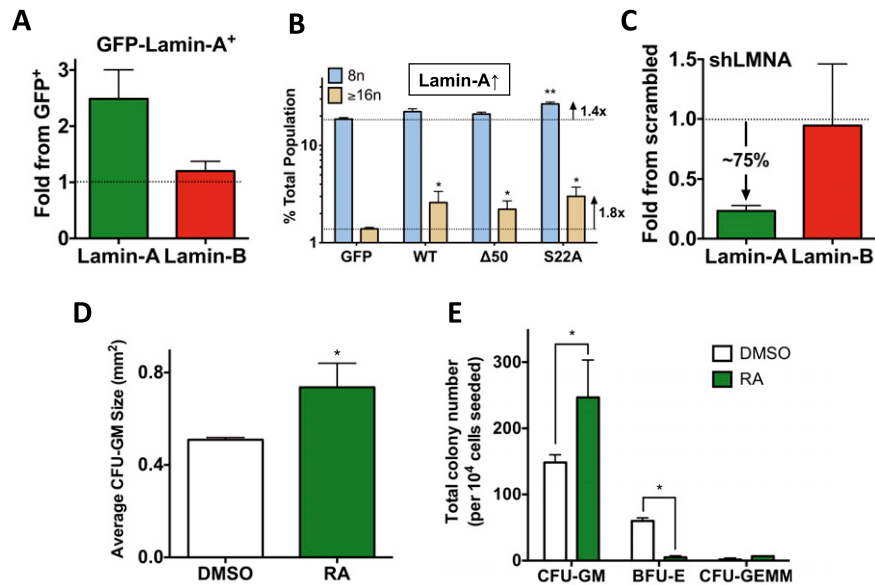 A
GFP-Lamin-A⁺
Fold from GFP⁺
3
2
1
0
Lamin-A
Lamin-B
B
8n
≥16n
Lamin-A↑
% Total Population
10
1
**
1.4x
*
*
*
1.8x
GFP
WT
Δ50
S22A
C
shLMNA
Fold from scrambled
1.5
1.0
0.5
0.0
~75%
Lamin-A
Lamin-B
D
Average CFU-GM Size (mm²)
0.8
0.4
0.0
*
DMSO
RA
E
Total colony number
(per 10⁴ cells seeded)
300
200
100
0
*
*
DMSO
RA
CFU-GM
BFU-E
CFU-GEMM